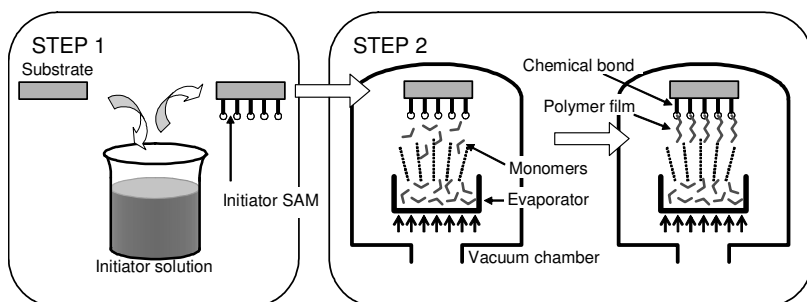 STEP 1
Substrate
Initiator SAM
Initiator solution
STEP 2
Chemical bond
Polymer film
Monomers
Evaporator
Vacuum chamber